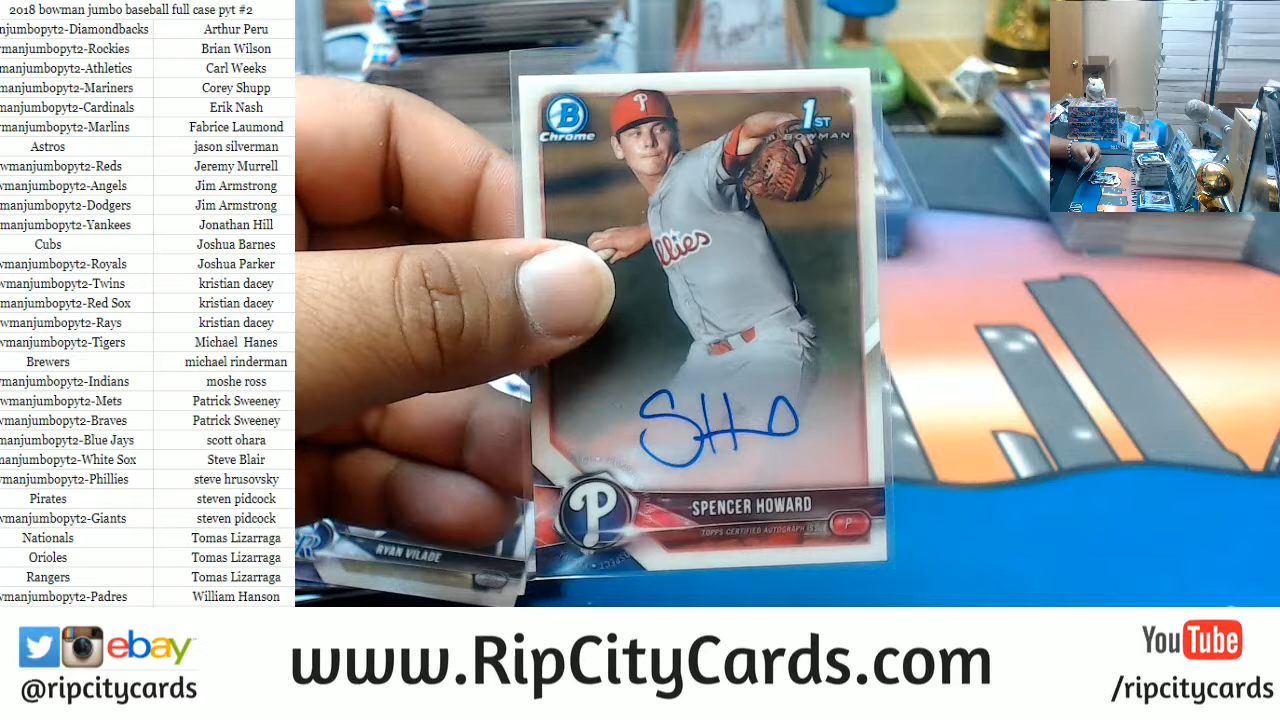 2018 bowman jumbo baseball full case pyt #2
njumbopyt2-Diamondbacks Arthur Peru
manjumbopyt2-Rockies Brian Wilson
vmanjumbopyt2-Athletics Carl Weeks
manjumbopyt2-Mariners Corey Shupp
manjumbopyt2-Cardinals Erik Nash
vmanjumbopyt2-Marlins Fabrice Laumond
Astros jason silverman
wmanjumbopyt2-Reds Jeremy Murrell
wmanjumbopyt2-Angels Jim Armstrong
manjumbopyt2-Dodgers Jim Armstrong
manjumbopyt2-Yankees Jonathan Hill
Cubs Joshua Barnes
wmanjumbopyt2-Royals Joshua Parker
wmanjumbopyt2-Twins kristian dacey
manjumbopyt2-Red Sox kristian dacey
wmanjumbopyt2-Rays kristian dacey
wmanjumbopyt2-Tigers Michael Hanes
Brewers michael rinderman
manjumbopyt2-Indians moshe ross
wmanjumbopyt2-Mets Patrick Sweeney
manjumbopyt2-Braves Patrick Sweeney
manjumbopyt2-Blue Jays scott ohara
manjumbopyt2-White Sox Steve Blair
vmanjumbopyt2-Phillies steve hrusovsky
Pirates steven pidcock
vmanjumbopyt2-Giants steven pidcock
Nationals Tomas Lizarraga
Orioles Tomas Lizarraga
Rangers Tomas Lizarraga
vmanjumbopyt2-Padres William Hanson
B
Chrome
P
1ST
BOWMAN
illies
P
SPENCER HOWARD
TOPPS CERTIFIED AUTOGRAPH ISSUE
P
RYAN VILADE
ebay
@ripcitycards
www.RipCityCards.com
YouTube
/ripcitycards